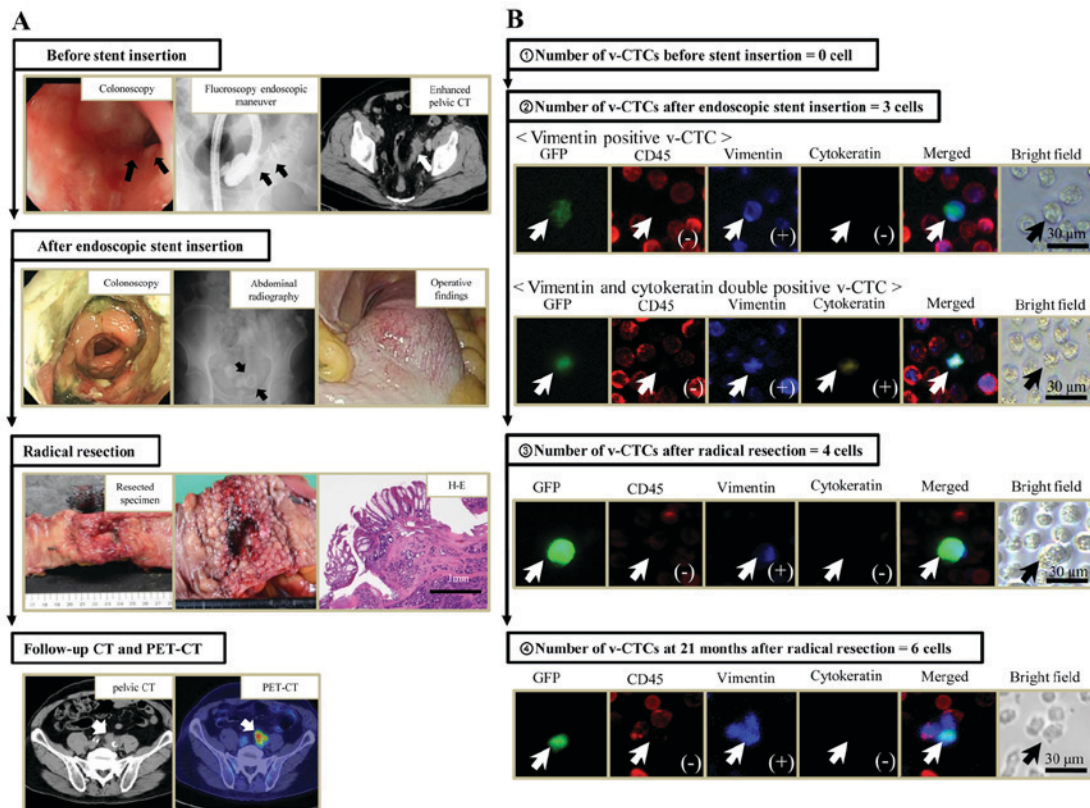 A
Before stent insertion
Colonoscopy
Fluoroscopy endoscopic
maneuver
Enhanced
pelvic CT
After endoscopic stent insertion
Colonoscopy
Abdominal
radiography
Operative
findings
Radical resection
Resected
specimen
H-E
1mm
Follow-up CT and PET-CT
pelvic CT
PET-CT
B
①Number of v-CTCs before stent insertion = 0 cell
②Number of v-CTCs after endoscopic stent insertion = 3 cells
< Vimentin positive v-CTC >
GFP CD45 Vimentin Cytokeratin Merged Bright field
(-) (+) (-) 30 μm
<Vimentin and cytokeratin double positive v-CTC >
GFP CD45 Vimentin Cytokeratin Merged Bright field
(-) (+) (+) 30 μm
③Number of v-CTCs after radical resection = 4 cells
GFP CD45 Vimentin Cytokeratin Merged Bright field
(-) (+) (-) 30 μm
④Number of v-CTCs at 21 months after radical resection = 6 cells
GFP CD45 Vimentin Cytokeratin Merged Bright field
(-) (+) (-) 30 μm